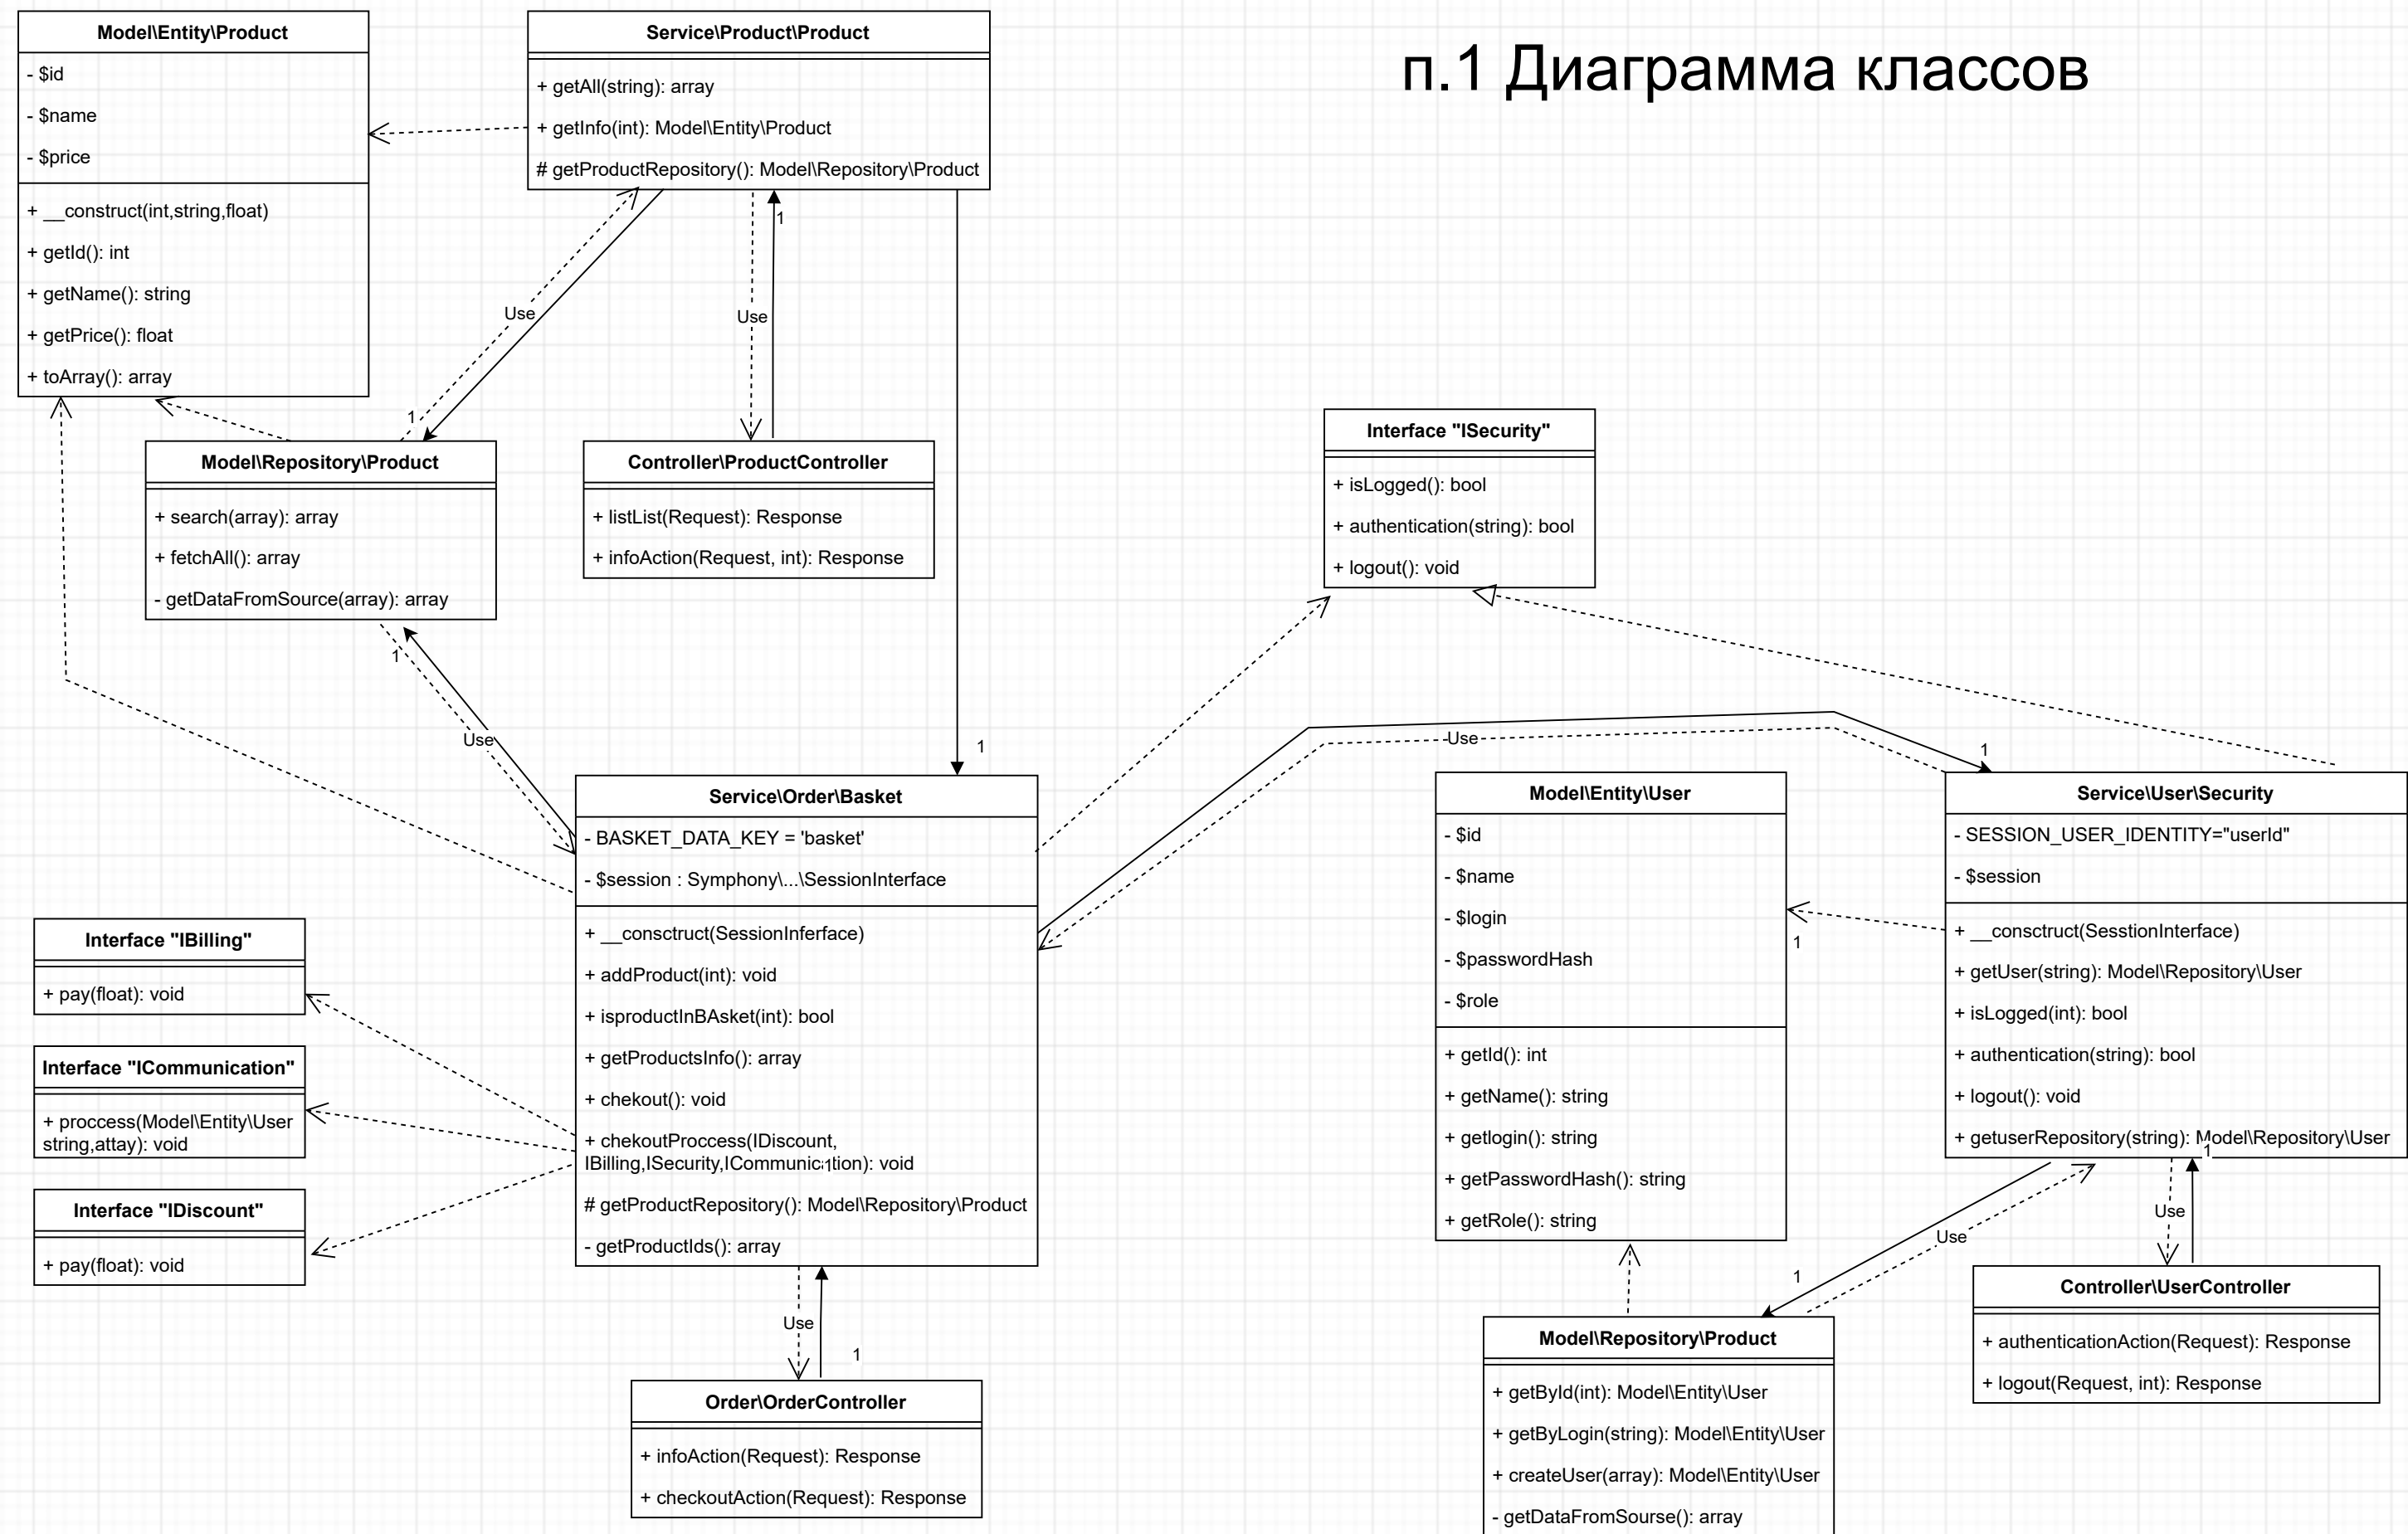 п.1 Диаграмма классов
Model\Entity\Product
- $id
- $name
- $price
+ __construct(int,string,float)
+ getId(): int
+ getName(): string
+ getPrice(): float
+ toArray(): array
Service\Product\Product
+ getAll(string): array
+ getInfo(int): Model\Entity\Product
# getProductRepository(): Model\Repository\Product
1
Use
Use
1
Model\Repository\Product
+ search(array): array
+ fetchAll(): array
- getDataFromSource(array): array
Controller\ProductController
+ listList(Request): Response
+ infoAction(Request, int): Response
Interface "ISecurity"
+ isLogged(): bool
+ authentication(string): bool
+ logout(): void
1
Use
1
Use
1
Service\Order\Basket
- BASKET_DATA_KEY = 'basket'
- $session : Symphony\...\SessionInterface
+ __consctruct(SessionInferface)
+ addProduct(int): void
+ isproductInBAsket(int): bool
+ getProductsInfo(): array
+ chekout(): void
+ chekoutProccess(IDiscount,
IBilling,ISecurity,ICommunication): void
1
# getProductRepository(): Model\Repository\Product
- getProductIds(): array
Interface "IBilling"
+ pay(float): void
Interface "ICommunication"
+ proccess(Model\Entity\User
string,attay): void
Interface "IDiscount"
+ pay(float): void
Use
1
Order\OrderController
+ infoAction(Request): Response
+ checkoutAction(Request): Response
Model\Entity\User
- $id
- $name
- $login
- $passwordHash
- $role
+ getId(): int
+ getName(): string
+ getlogin(): string
+ getPasswordHash(): string
+ getRole(): string
1
Service\User\Security
- SESSION_USER_IDENTITY="userId"
- $session
+ __consctruct(SesstionInterface)
+ getUser(string): Model\Repository\User
+ isLogged(int): bool
+ authentication(string): bool
+ logout(): void
+ getuserRepository(string): Model\Repository\User
1
Use
Use
1
Controller\UserController
+ authenticationAction(Request): Response
+ logout(Request, int): Response
Model\Repository\Product
+ getById(int): Model\Entity\User
+ getByLogin(string): Model\Entity\User
+ createUser(array): Model\Entity\User
- getDataFromSourse(): array